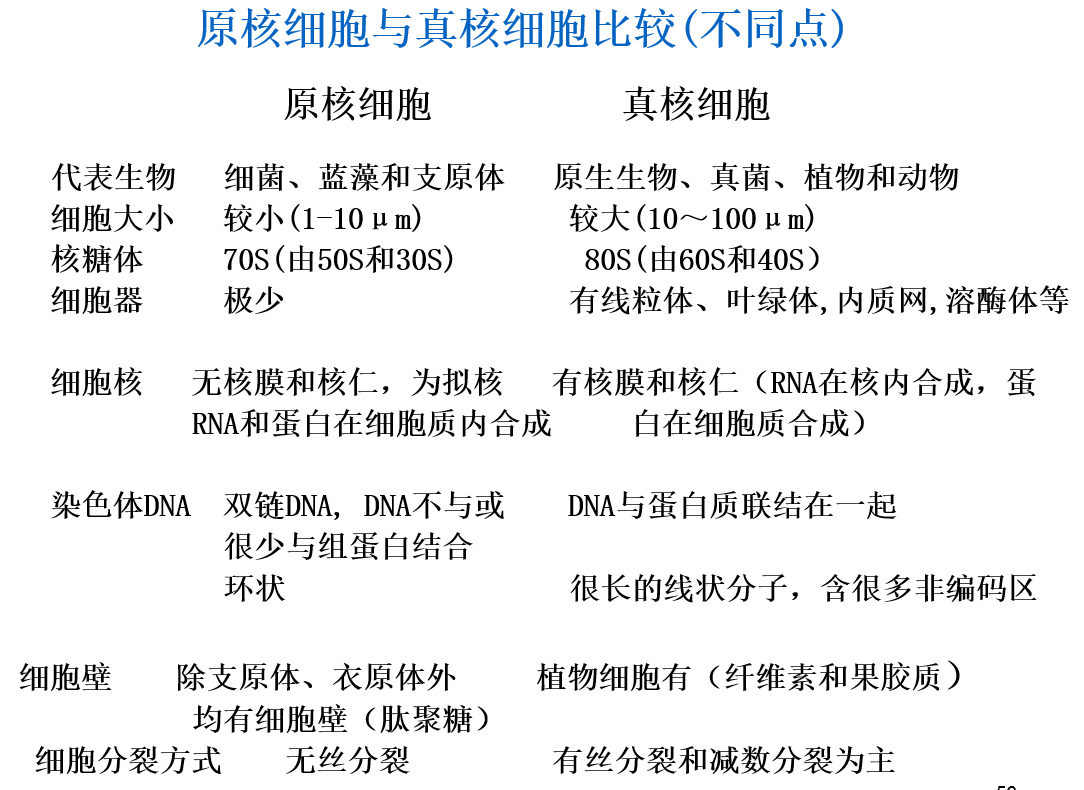 原核细胞与真核细胞比较(不同点)
原核细胞 真核细胞
代表生物 细菌、蓝藻和支原体 原生生物、真菌、植物和动物
细胞大小 较小(1-10μm) 较大(10～100μm)
核糖体 70S(由50S和30S) 80S(由60S和40S）
细胞器 极少 有线粒体、叶绿体,内质网,溶酶体等
细胞核 无核膜和核仁，为拟核 有核膜和核仁（RNA在核内合成，蛋
RNA和蛋白在细胞质内合成 白在细胞质合成）
染色体DNA 双链DNA, DNA不与或 DNA与蛋白质联结在一起
很少与组蛋白结合
环状 很长的线状分子，含很多非编码区
细胞壁 除支原体、衣原体外 植物细胞有（纤维素和果胶质）
均有细胞壁（肽聚糖）
细胞分裂方式 无丝分裂 有丝分裂和减数分裂为主